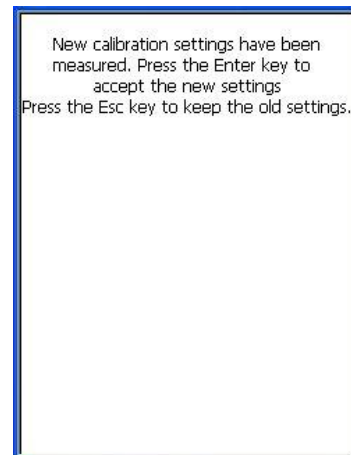 New calibration settings have been
measured. Press the Enter key to
accept the new settings
Press the Esc key to keep the old settings.